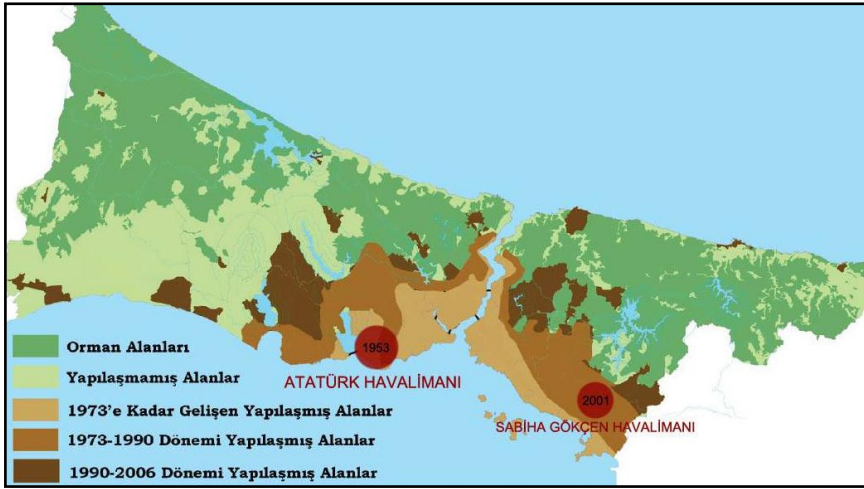 1953
ATATÜRK HAVALİMANI
2001
SABİHA GÖKÇEN HAVALİMANI
Orman Alanları
Yapılaşmamış Alanlar
1973'e Kadar Gelişen Yapılaşmış Alanlar
1973-1990 Dönemi Yapılaşmış Alanlar
1990-2006 Dönemi Yapılaşmış Alanlar